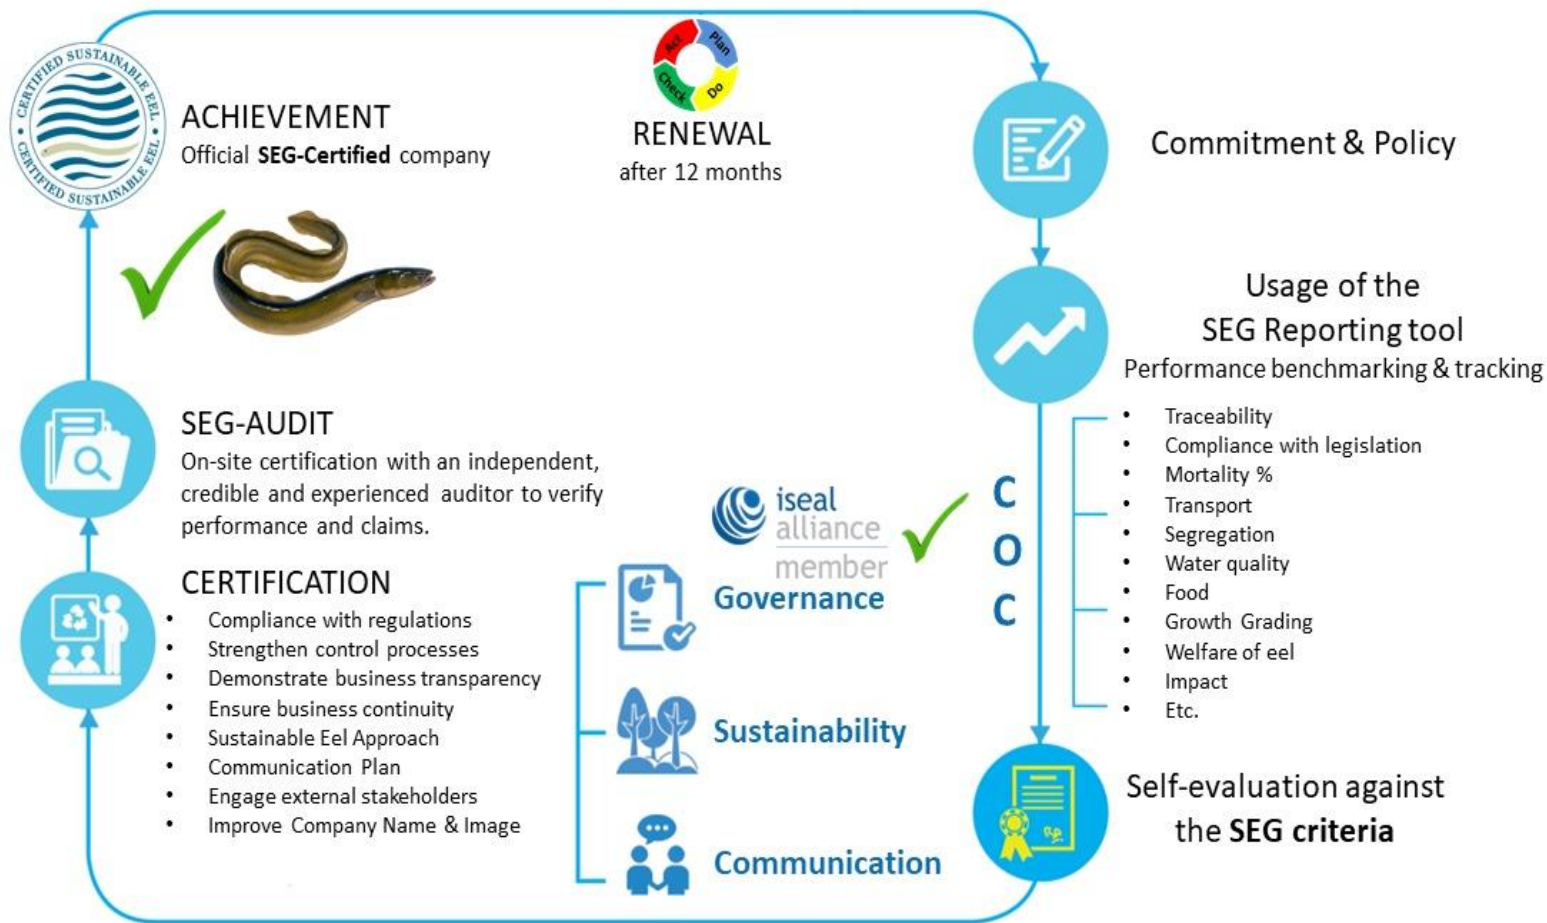 CERTIFIED SUSTAINABLE EEL
CERTIFIED SUSTAINABLE EEL
ACHIEVEMENT
Official SEG-Certified company
Act
Plan
Check
Do
RENEWAL
after 12 months
Commitment & Policy
Usage of the
SEG Reporting tool
Performance benchmarking & tracking
• Traceability
• Compliance with legislation
• Mortality %
• Transport
• Segregation
• Water quality
• Food
• Growth Grading
• Welfare of eel
• Impact
• Etc.
C
O
C
Self-evaluation against
the SEG criteria
SEG-AUDIT
On-site certification with an independent,
credible and experienced auditor to verify
performance and claims.
CERTIFICATION
• Compliance with regulations
• Strengthen control processes
• Demonstrate business transparency
• Ensure business continuity
• Sustainable Eel Approach
• Communication Plan
• Engage external stakeholders
• Improve Company Name & Image
iseal
alliance
member
Governance
Sustainability
Communication